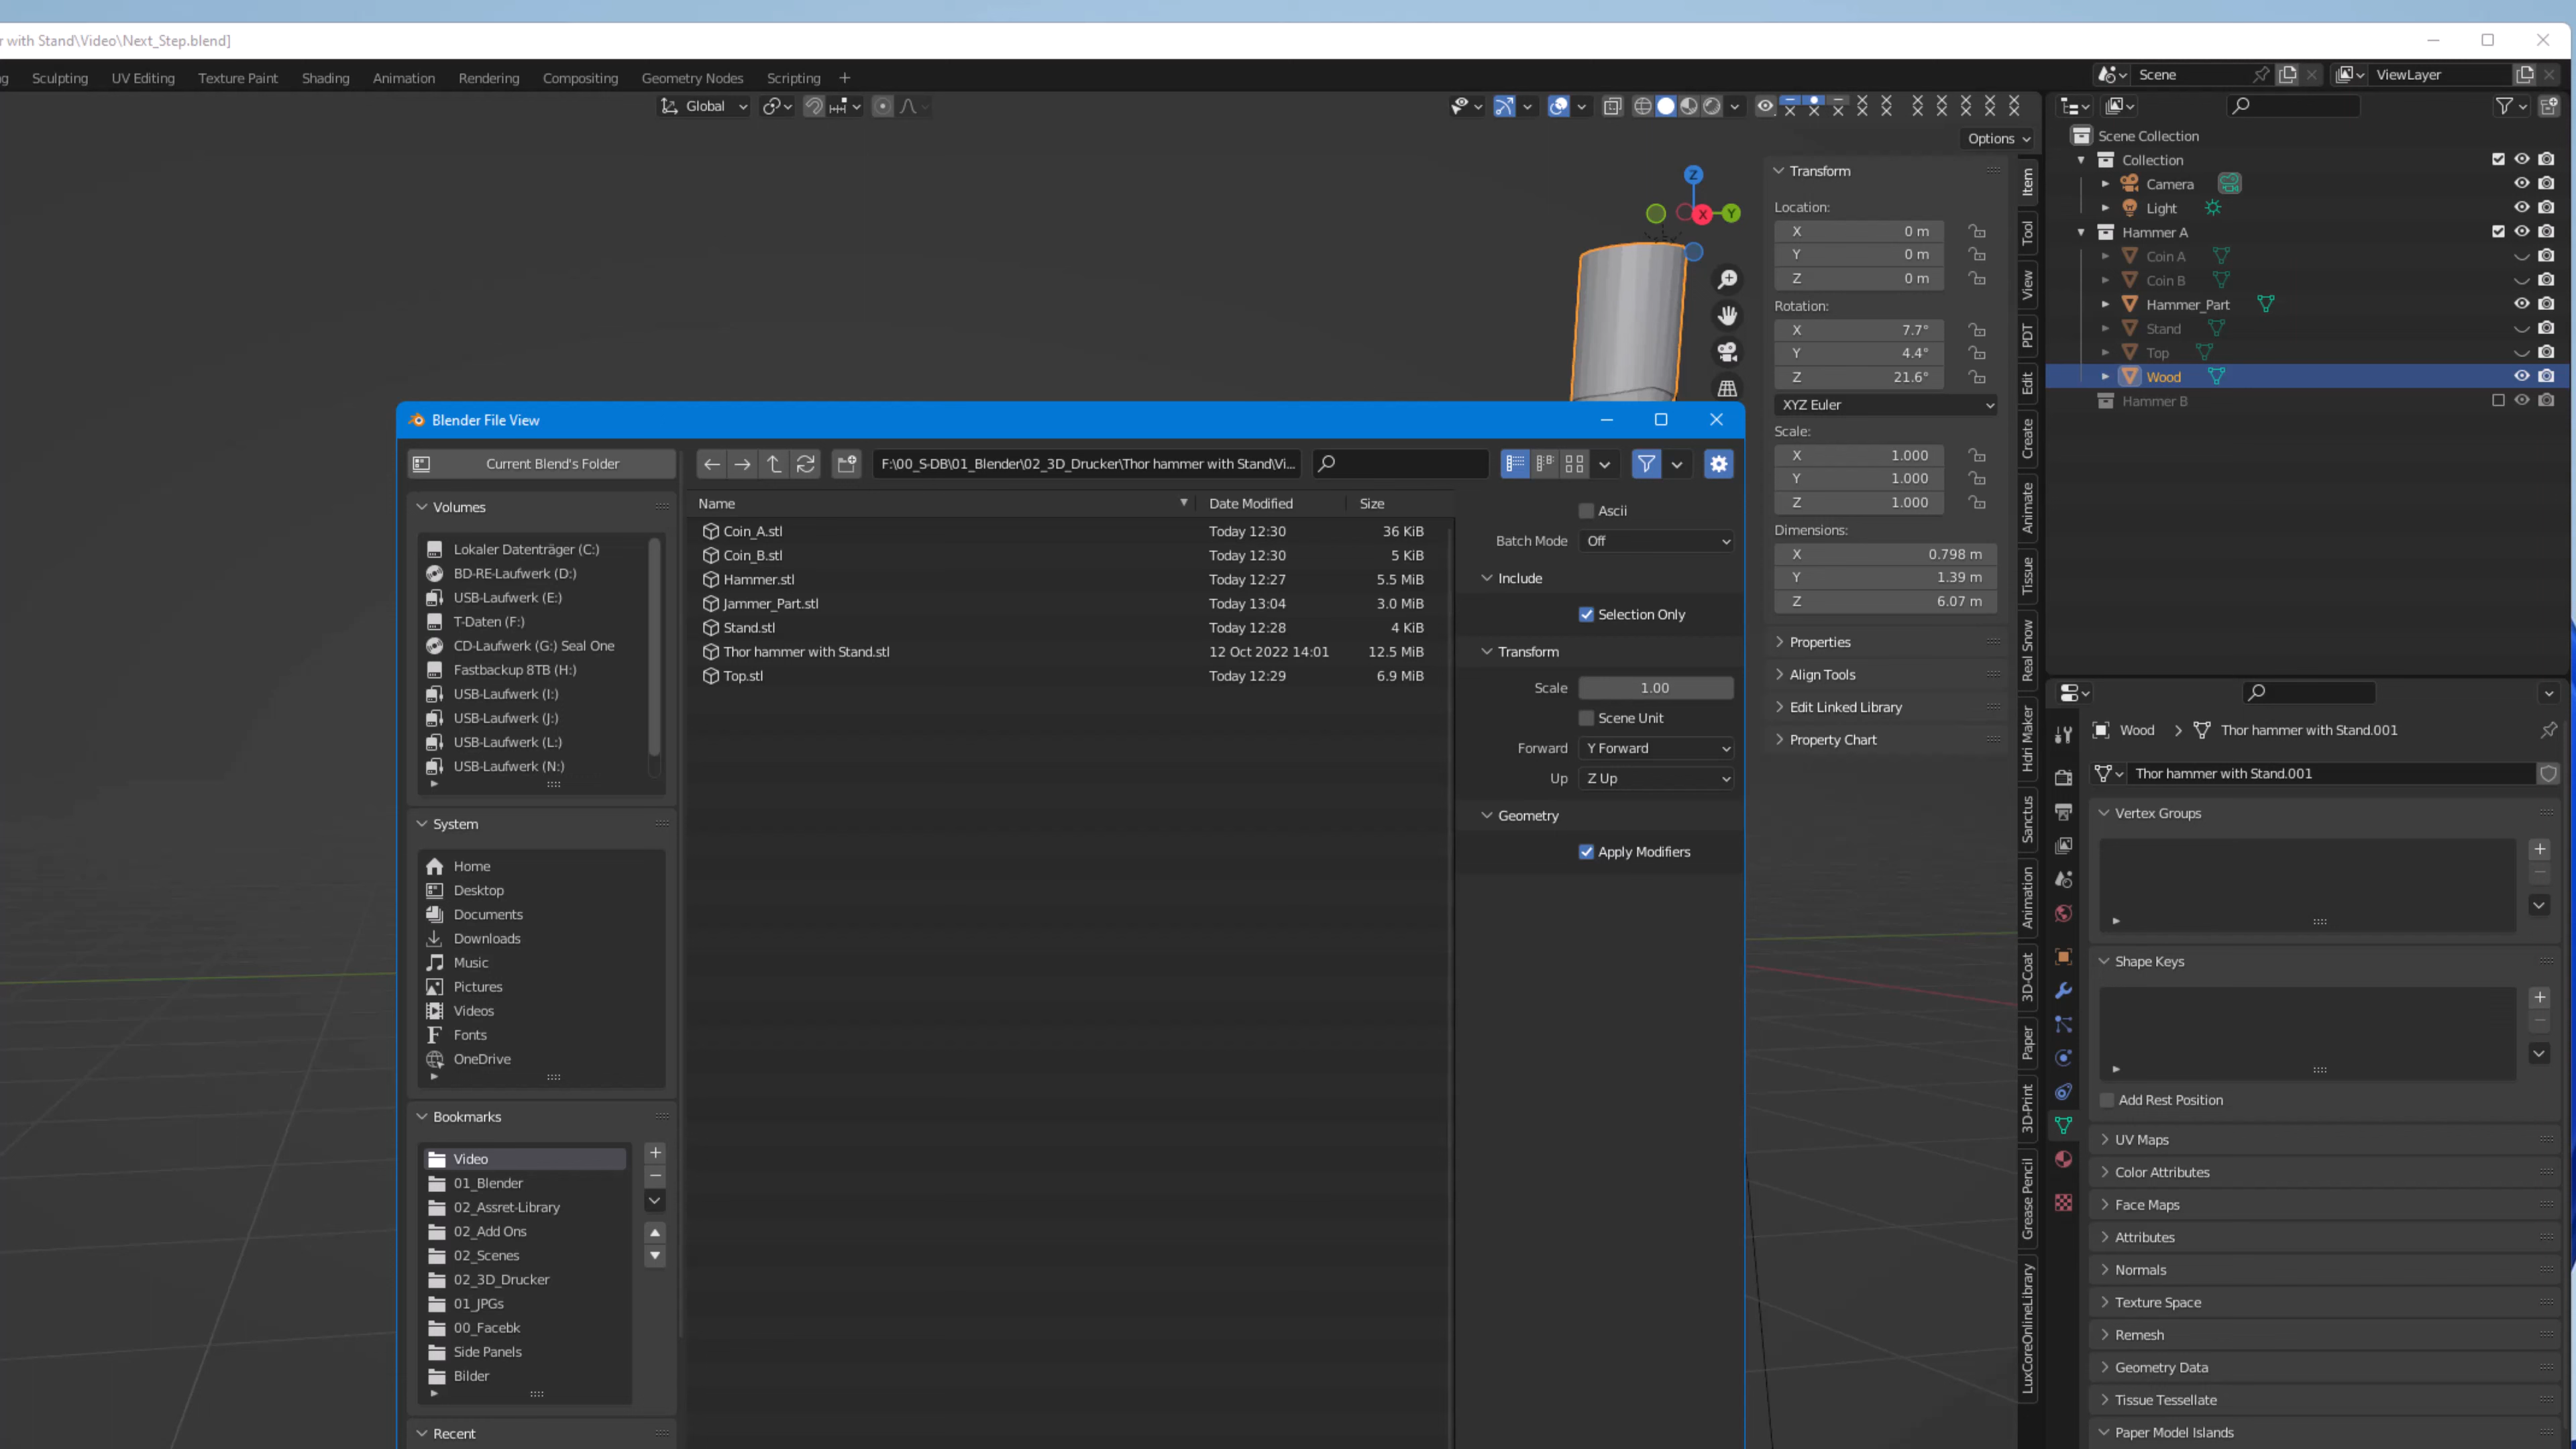 r with Stand\Video\Next_Step.blend]
g Sculpting UV Editing Texture Paint Shading Animation Rendering Compositing Geometry Nodes Scripting +
Scene
ViewLayer
Global
Options
Z
X
Y
Transform
Location:
X 0 m
Y 0 m
Z 0 m
Rotation:
X 7.7°
Y 4.4°
Z 21.6°
XYZ Euler
Scale:
X 1.000
Y 1.000
Z 1.000
Dimensions:
X 0.798 m
Y 1.39 m
Z 6.07 m
Properties
Align Tools
Edit Linked Library
Property Chart
Item
Tool
View
PDT
Edit
Create
Animate
Tissue
Real Snow
Hdri Maker
Sanctus
Animation
3D-Coat
Paper
3D-Print
Grease Pencil
LuxCoreOnlineLibrary
Scene Collection
Collection
Camera
Light
Hammer A
Coin A
Coin B
Hammer_Part
Stand
Top
Wood
Hammer B
Blender File View
Current Blend's Folder
F:\00_S-DB\01_Blender\02_3D_Drucker\Thor hammer with Stand\Vi...
Volumes
Lokaler Datenträger (C:)
BD-RE-Laufwerk (D:)
USB-Laufwerk (E:)
T-Daten (F:)
CD-Laufwerk (G:) Seal One
Fastbackup 8TB (H:)
USB-Laufwerk (I:)
USB-Laufwerk (J:)
USB-Laufwerk (L:)
USB-Laufwerk (N:)
System
Home
Desktop
Documents
Downloads
Music
Pictures
Videos
Fonts
OneDrive
Bookmarks
Video
01_Blender
02_Assret-Library
02_Add Ons
02_Scenes
02_3D_Drucker
01_JPGs
00_Facebk
Side Panels
Bilder
Recent
Name Date Modified Size
Coin_A.stl Today 12:30 36 KiB
Coin_B.stl Today 12:30 5 KiB
Hammer.stl Today 12:27 5.5 MiB
Jammer_Part.stl Today 13:04 3.0 MiB
Stand.stl Today 12:28 4 KiB
Thor hammer with Stand.stl 12 Oct 2022 14:01 12.5 MiB
Top.stl Today 12:29 6.9 MiB
Ascii
Batch Mode Off
Include
Selection Only
Transform
Scale 1.00
Scene Unit
Forward Y Forward
Up Z Up
Geometry
Apply Modifiers
Wood > Thor hammer with Stand.001
Thor hammer with Stand.001
Vertex Groups
Shape Keys
Add Rest Position
UV Maps
Color Attributes
Face Maps
Attributes
Normals
Texture Space
Remesh
Geometry Data
Tissue Tessellate
Paper Model Islands